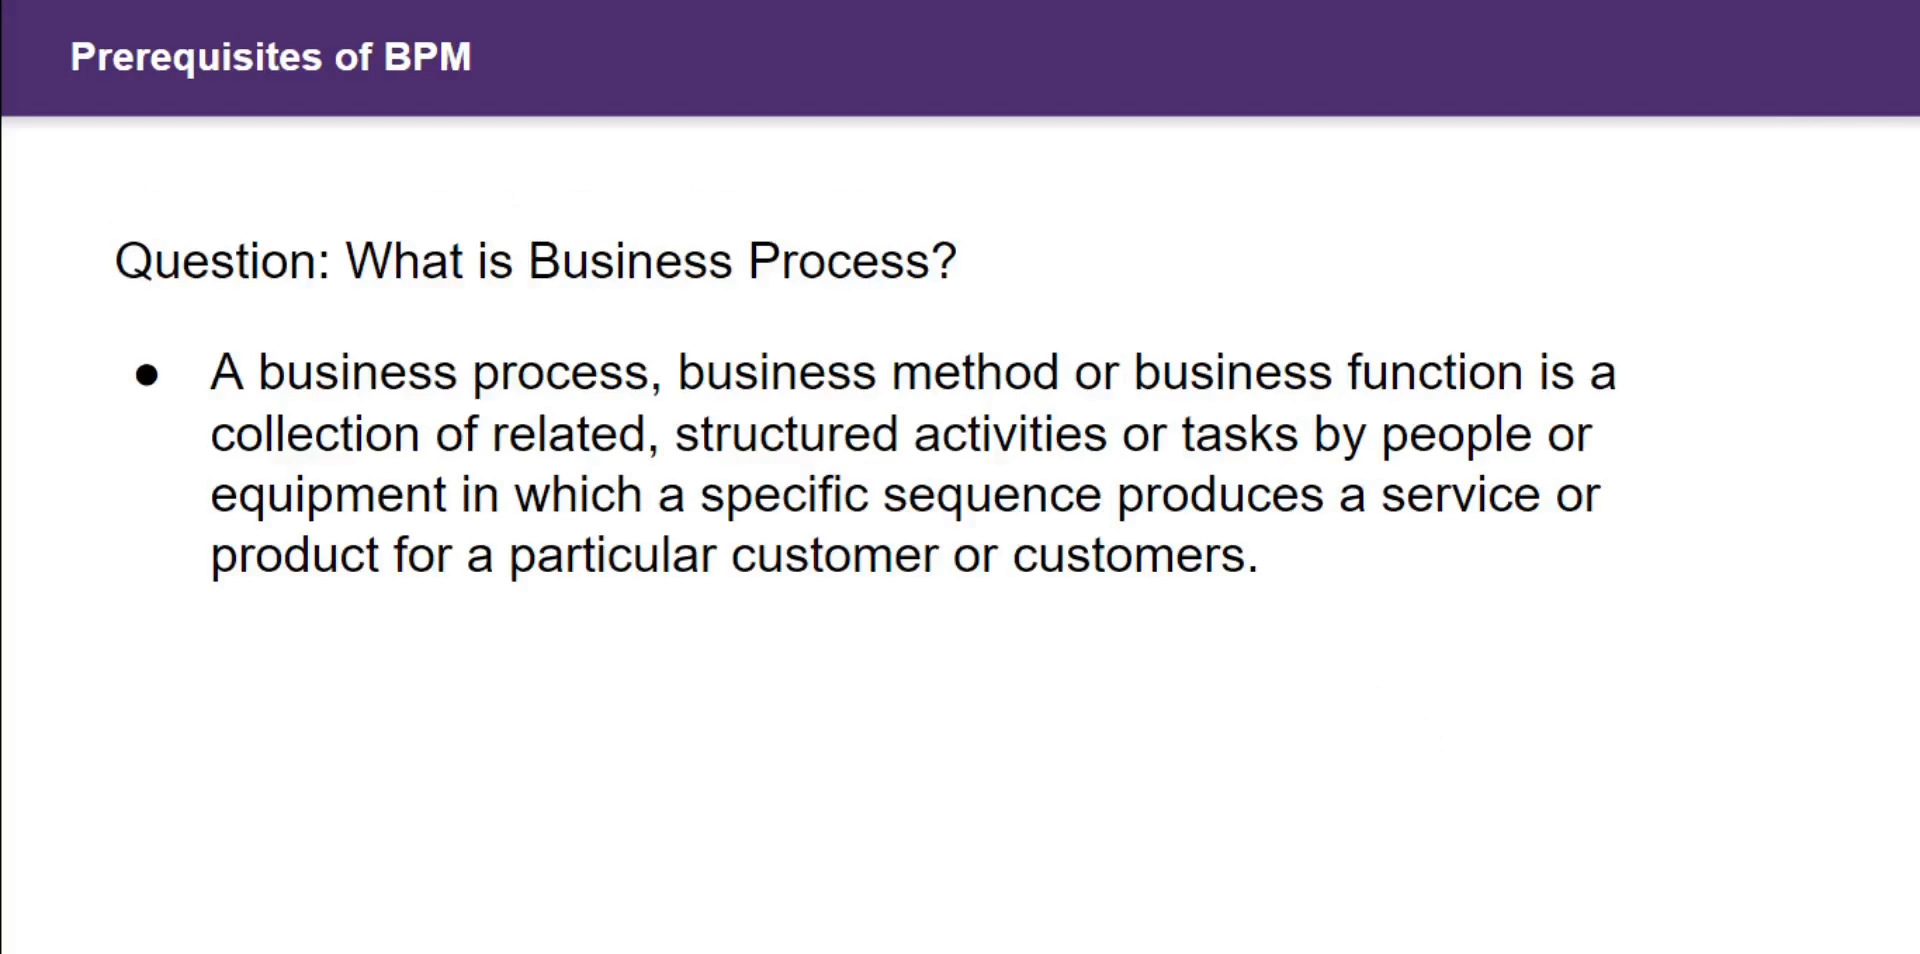 Prerequisites of BPM
Question: What is Business Process?
● A business process, business method or business function is a
collection of related, structured activities or tasks by people or
equipment in which a specific sequence produces a service or
product for a particular customer or customers.